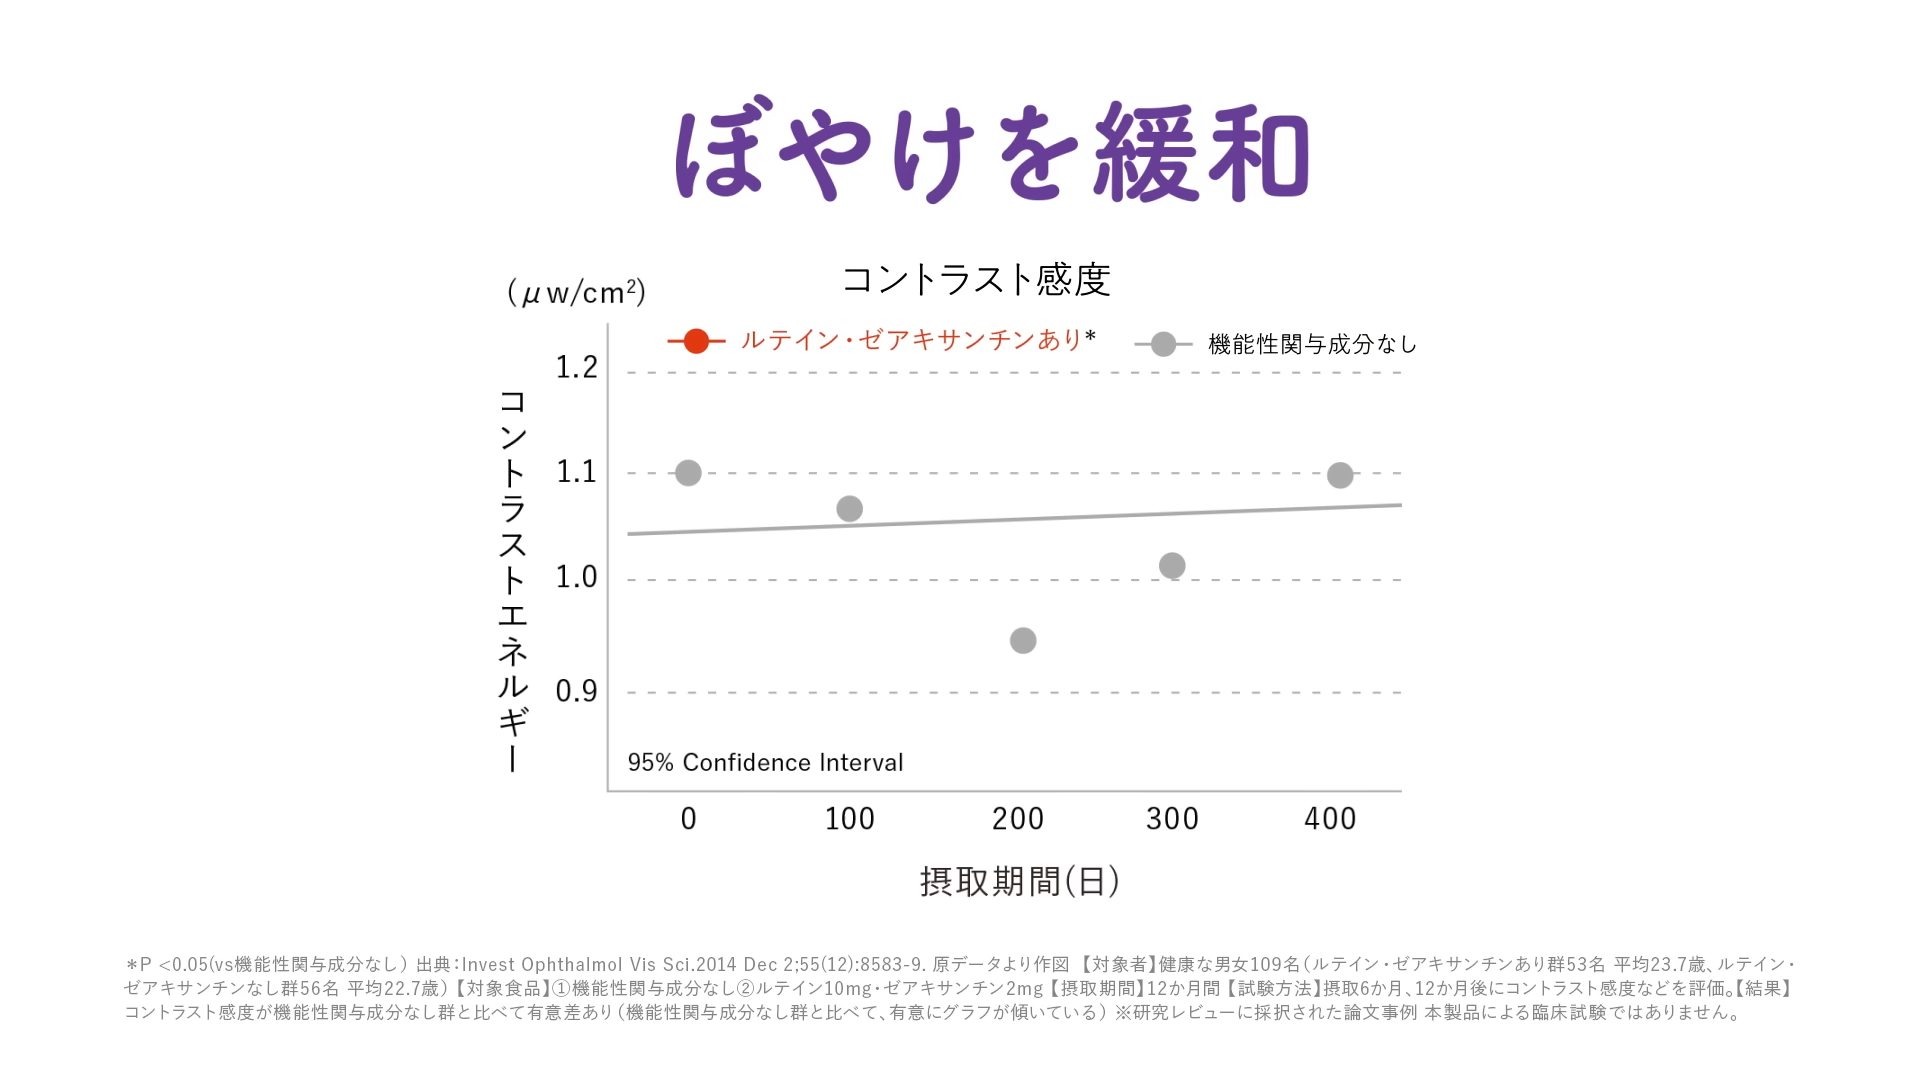 ぼやけを緩和
コントラスト感度
(μw/cm²)
ルテイン・ゼアキサンチンあり*
機能性関与成分なし
コントラストエネルギー
1.2
1.1
1.0
0.9
95% Confidence Interval
0 100 200 300 400
摂取期間(日)
*P <0.05(vs機能性関与成分なし) 出典:Invest Ophthalmol Vis Sci.2014 Dec 2;55(12):8583-9. 原データより作図 【対象者】健康な男女109名(ルテイン・ゼアキサンチンあり群53名 平均23.7歳、ルテイン・
ゼアキサンチンなし群56名 平均22.7歳)【対象食品】①機能性関与成分なし②ルテイン10mg・ゼアキサンチン2mg【摂取期間】12か月間【試験方法】摂取6か月、12か月後にコントラスト感度などを評価。【結果】
コントラスト感度が機能性関与成分なし群と比べて有意差あり(機能性関与成分なし群と比べて、有意にグラフが傾いている) ※研究レビューに採択された論文事例 本製品による臨床試験ではありません。